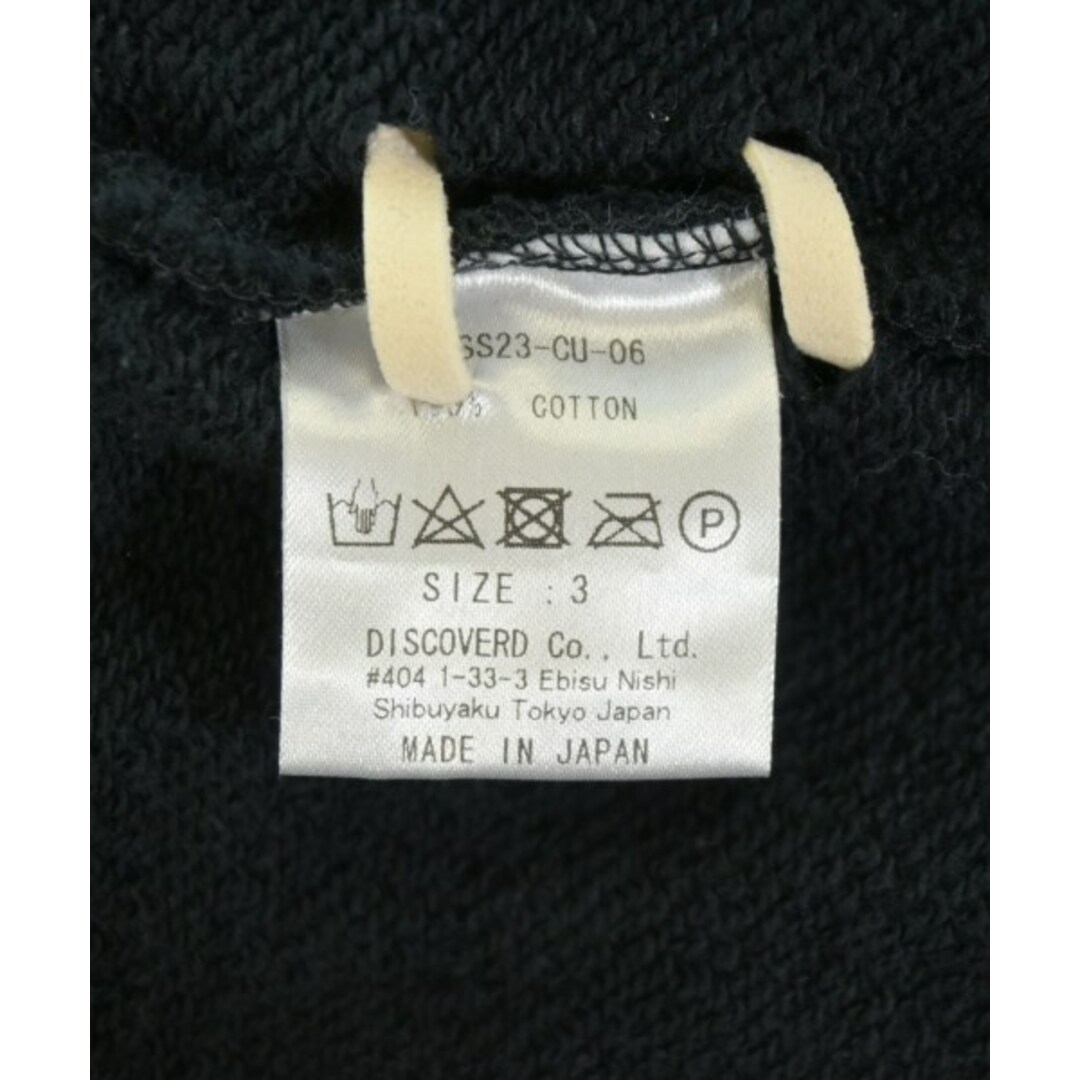 SS23-CU-06
COTTON
P
SIZE : 3
DISCOVERD Co., Ltd.
#404 1-33-3 Ebisu Nishi
Shibuyaku Tokyo Japan
MADE IN JAPAN